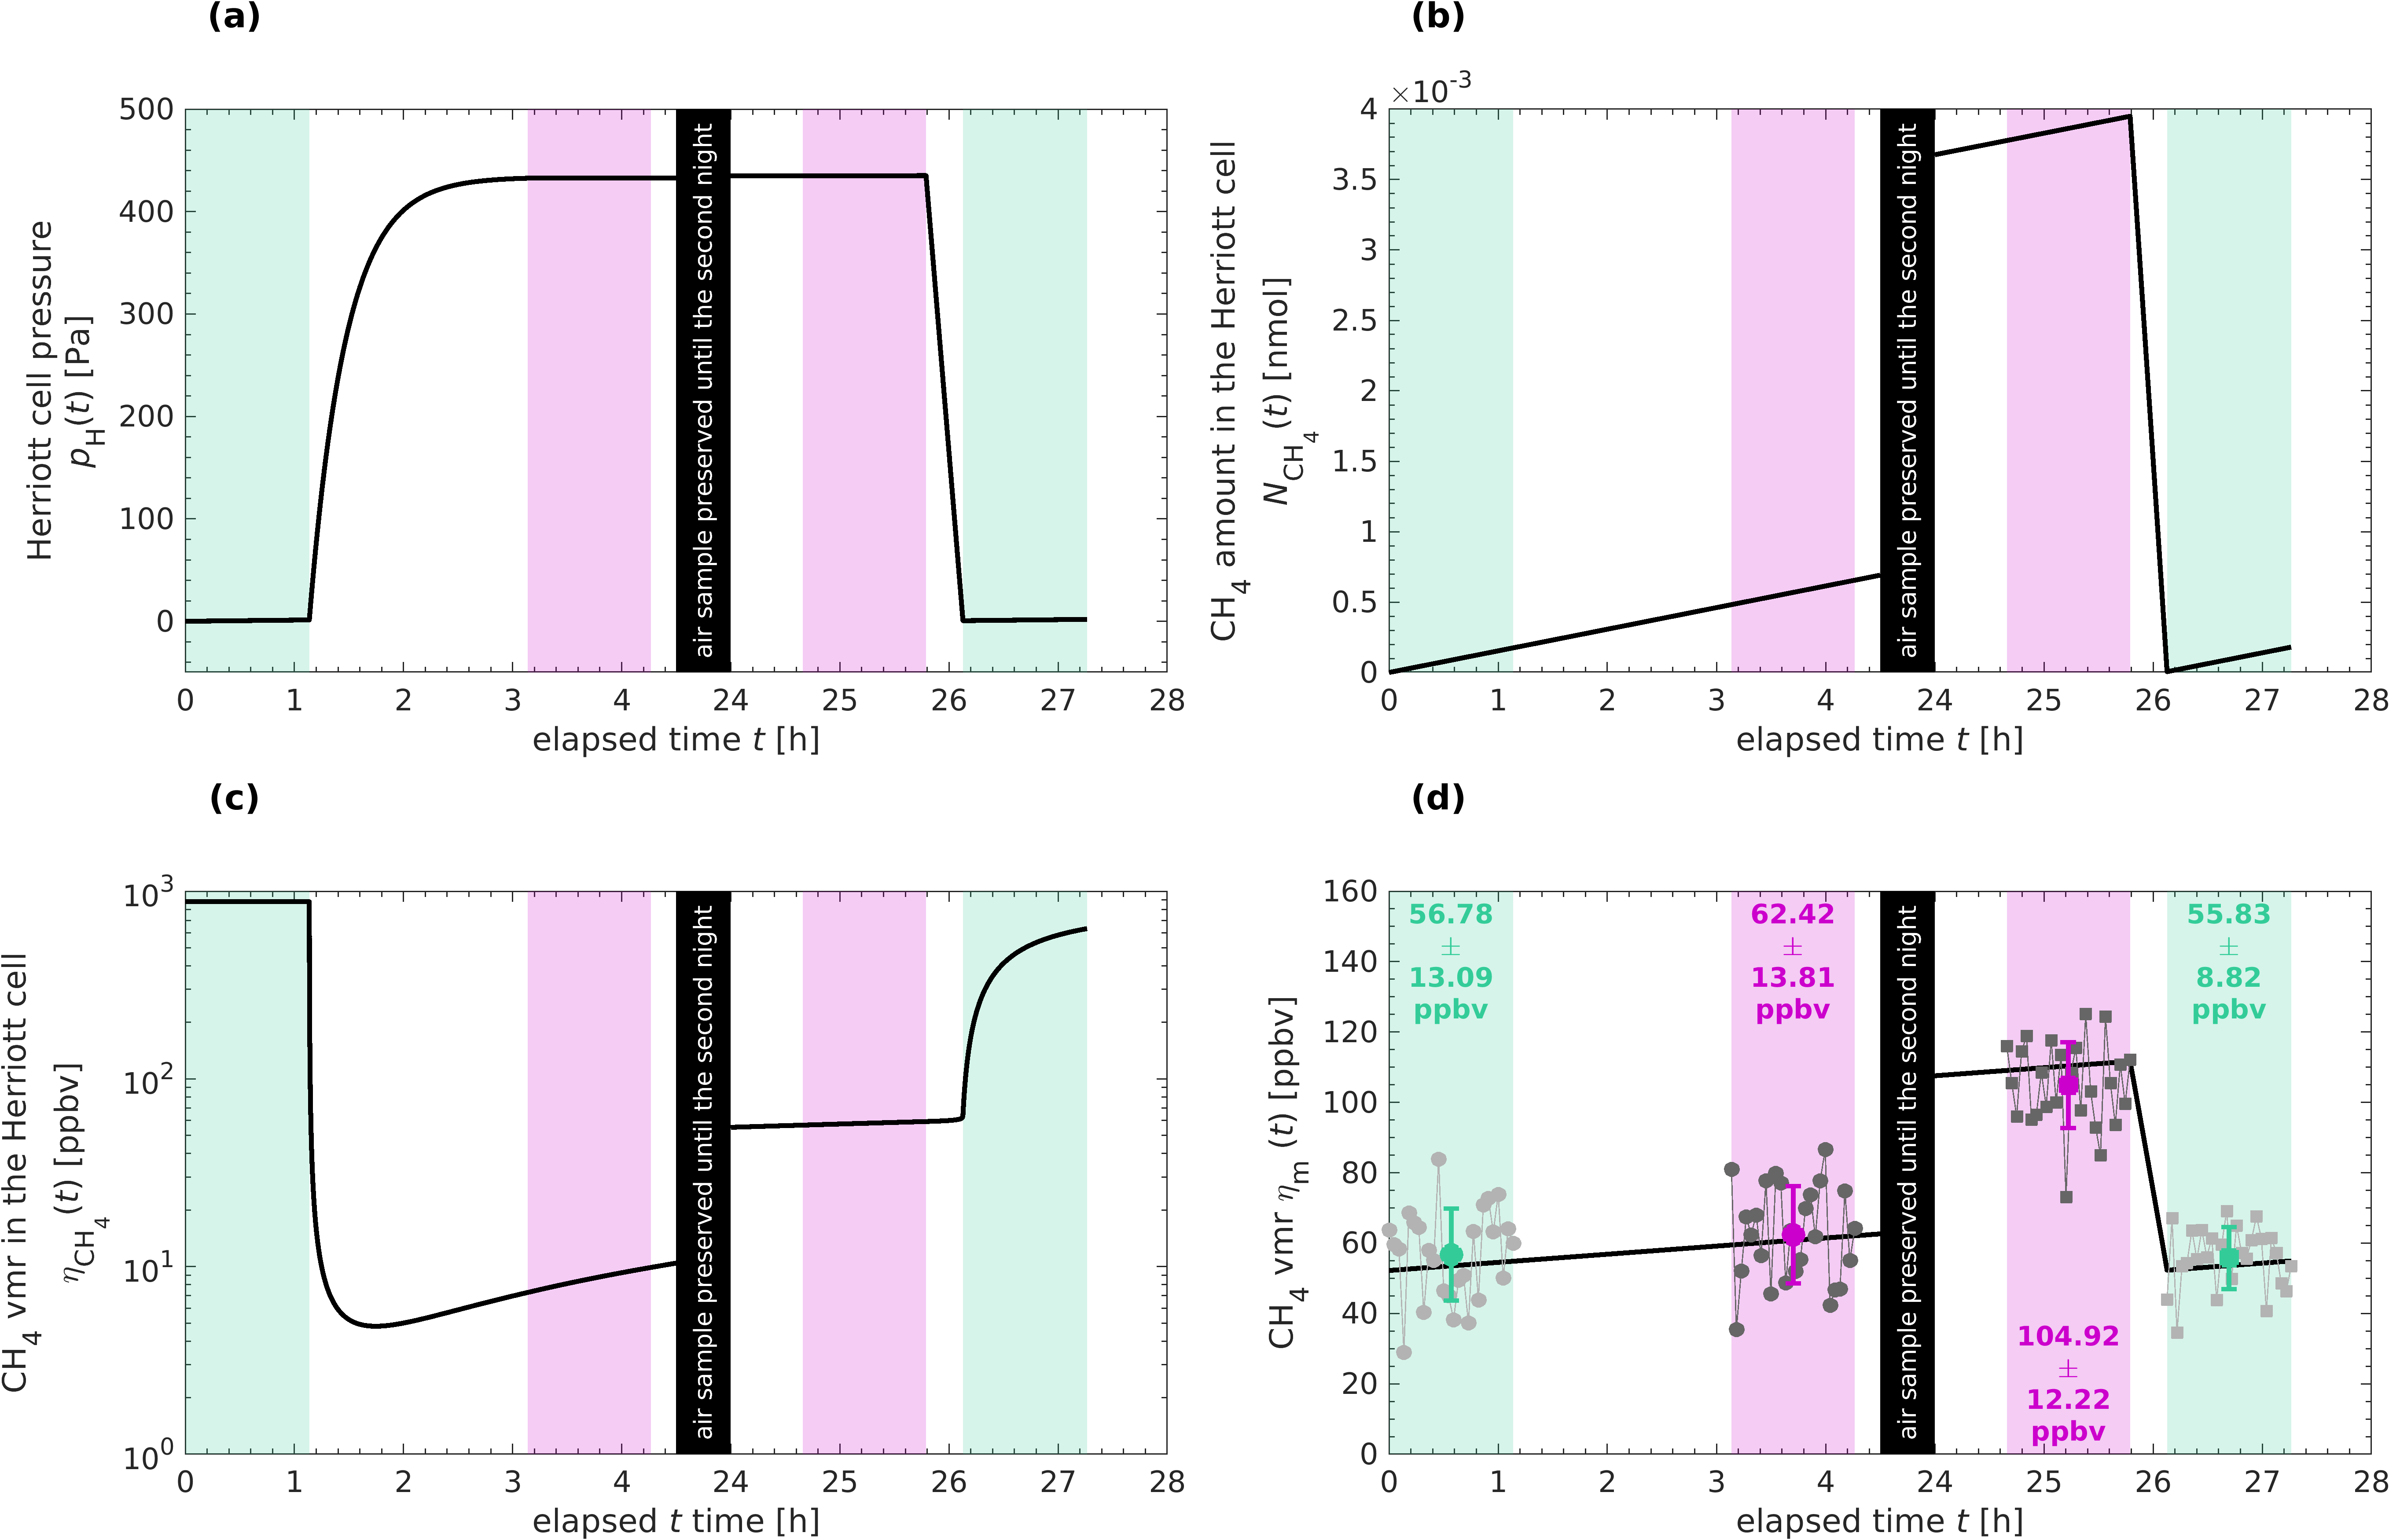 (a)
500
400
300
200
100
0
Herriott cell pressure
p_H(t) [Pa]
air sample preserved until the second night
0 1 2 3 4 24 25 26 27 28
elapsed time t [h]
(b)
×10^-3
4
3.5
3
2.5
2
1.5
1
0.5
0
CH_4 amount in the Herriott cell
N_CH_4 (t) [nmol]
air sample preserved until the second night
0 1 2 3 4 24 25 26 27 28
elapsed time t [h]
(c)
10^3
10^2
10^1
10^0
CH_4 vmr in the Herriott cell
η_CH_4 (t) [ppbv]
air sample preserved until the second night
0 1 2 3 4 24 25 26 27 28
elapsed t time [h]
(d)
160
140
120
100
80
60
40
20
0
CH_4 vmr η_m (t) [ppbv]
56.78
±
13.09
ppbv
62.42
±
13.81
ppbv
air sample preserved until the second night
104.92
±
12.22
ppbv
55.83
±
8.82
ppbv
0 1 2 3 4 24 25 26 27 28
elapsed time t [h]